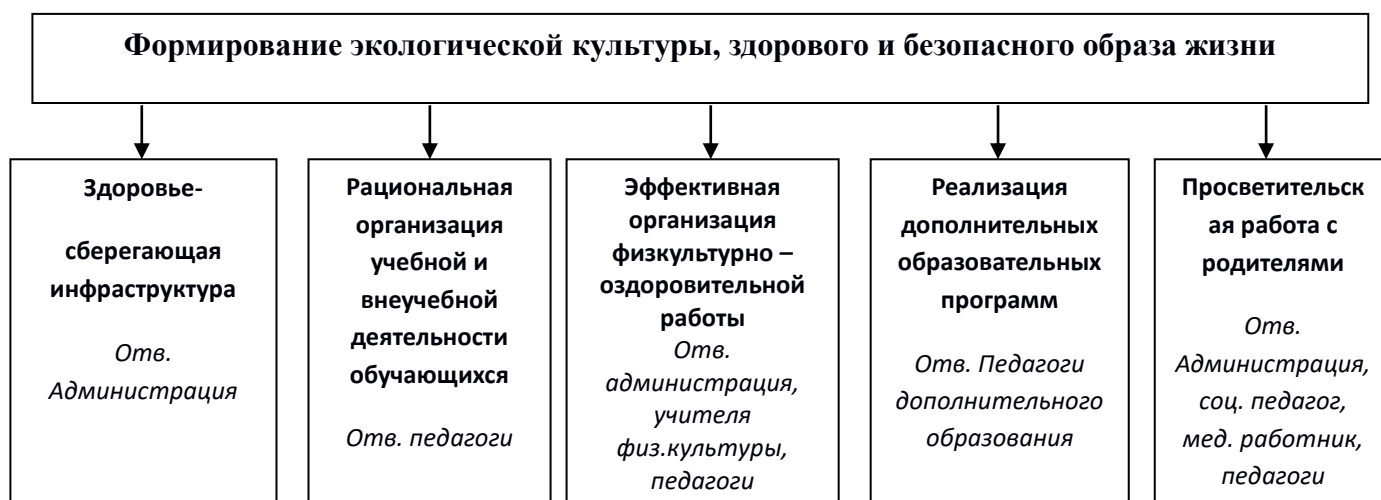 Формирование экологической культуры, здорового и безопасного образа жизни
Здоровье-
сберегающая
инфраструктура
Отв.
Администрация
Рациональная
организация
учебной и
внеучебной
деятельности
обучающихся
Отв. педагоги
Эффективная
организация
физкультурно –
оздоровительной
работы
Отв.
администрация,
учителя
физ.культуры,
педагоги
Реализация
дополнительных
образовательных
программ
Отв. Педагоги
дополнительного
образования
Просветительск
ая работа с
родителями
Отв.
Администрация,
соц. педагог,
мед. работник,
педагоги